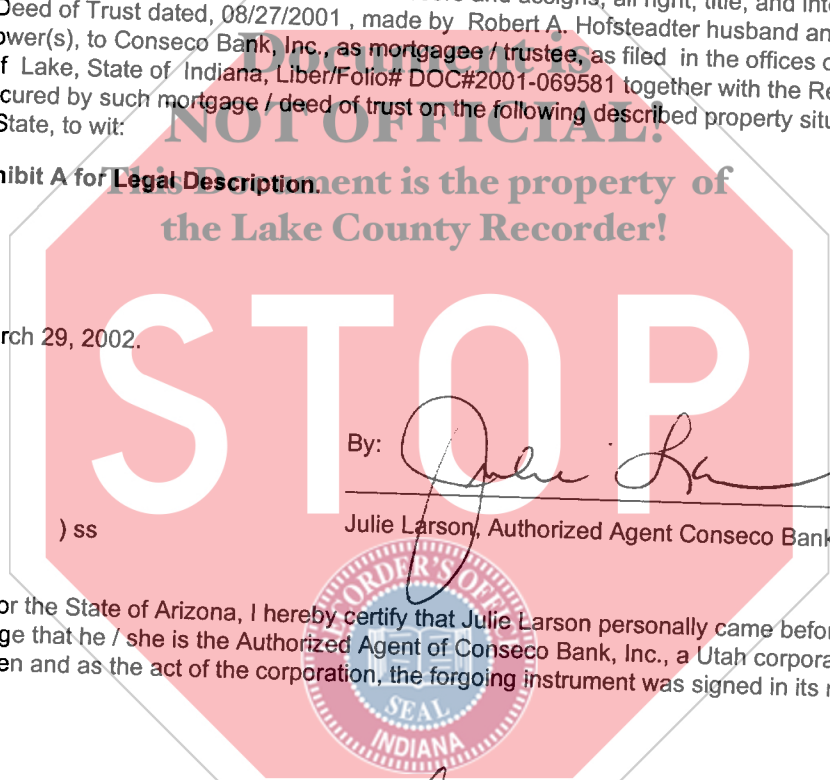 Deed of Trust dated, 08/27/2001 , made by Robert A. Hofsteadter husband an
ower(s), to Conseco Bank, Inc., as mortgagee / trustee, as filed in the offices o
f Lake, State of Indiana, Liber/Folio# DOC#2001-069581 together with the Re
cured by such mortgage / deed of trust on the following described property situ
State, to wit:
Document is
NOT OFFICIAL!
hibit A for Legal Description.
This Document is the property of
the Lake County Recorder!
STOP
rch 29, 2002.
By: Julie Lar
) ss
Julie Larson, Authorized Agent Conseco Bank
or the State of Arizona, I hereby certify that Julie Larson personally came befor
ge that he / she is the Authorized Agent of Conseco Bank, Inc., a Utah corpora
en and as the act of the corporation, the forgoing instrument was signed in its
RECORDER'S OFFICE
SEAL
INDIANA